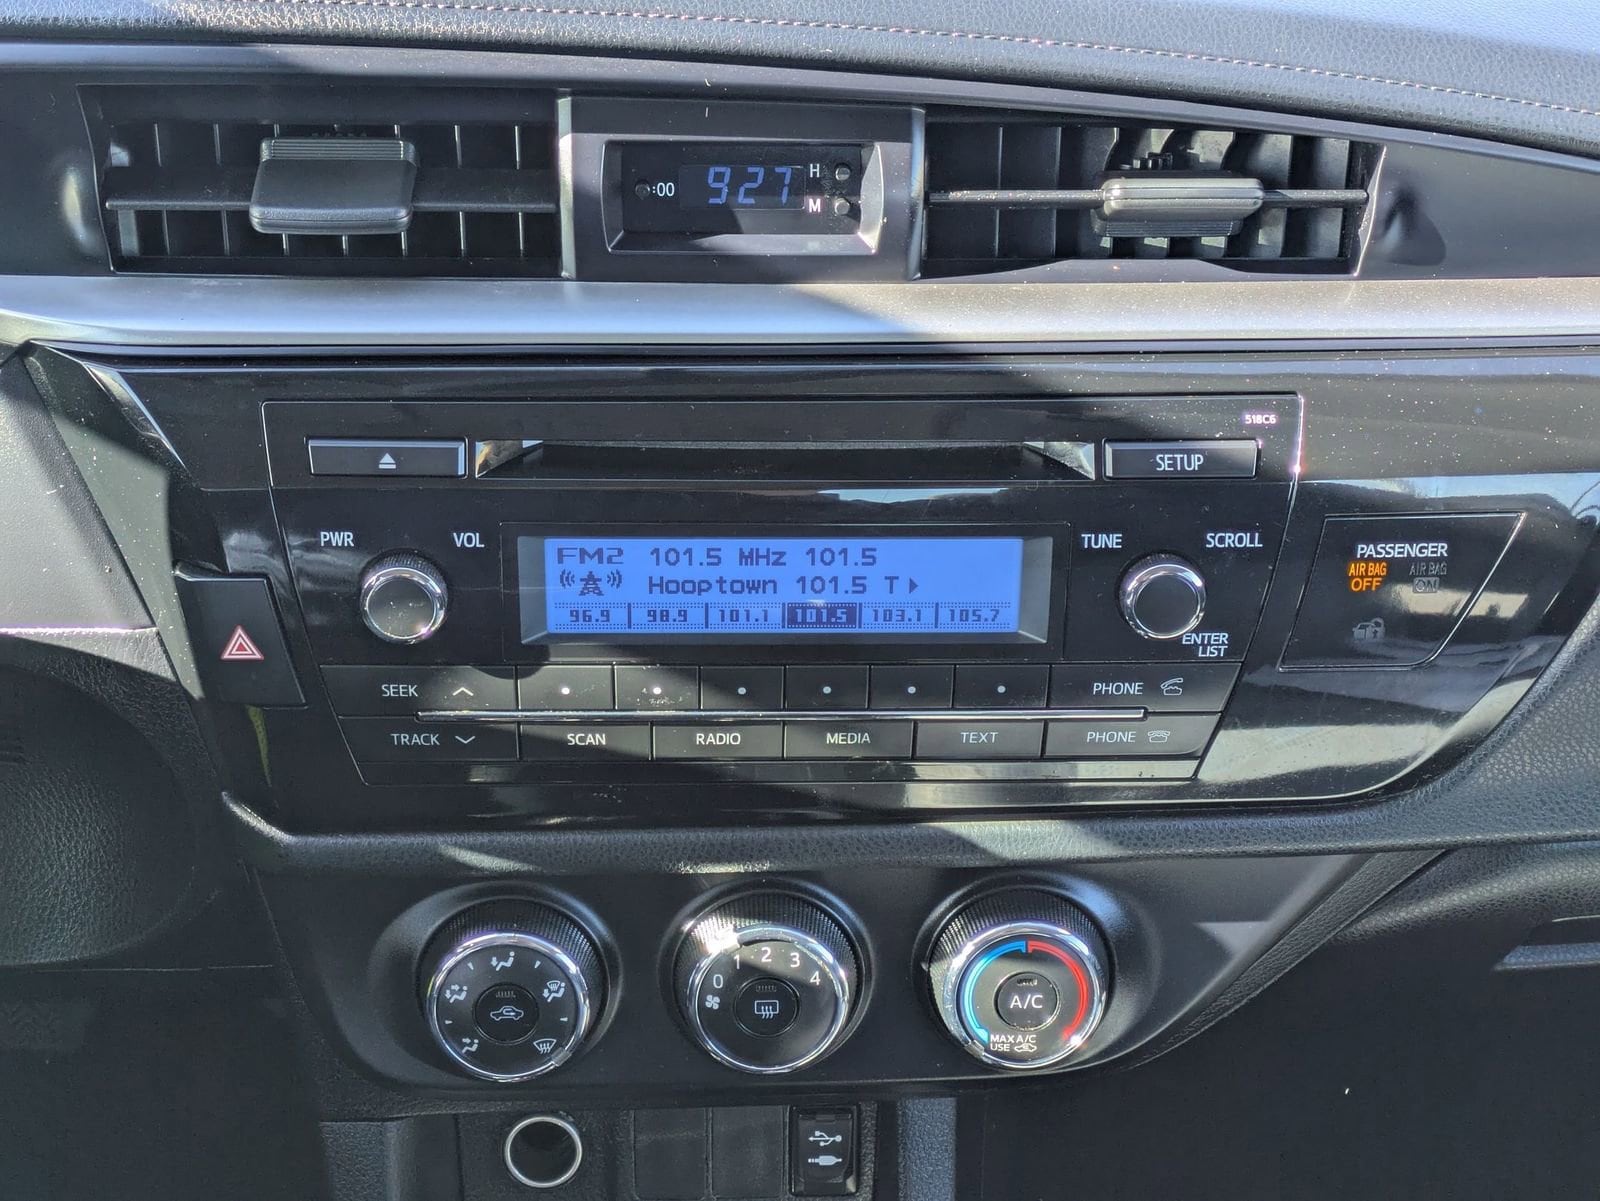 :00 927 H
M
518C6
SETUP
PWR VOL
FM2 101.5 MHz 101.5
Hooptown 101.5 T
96.9 98.9 101.1 101.5 103.1 105.7
TUNE SCROLL
ENTER
LIST
PASSENGER
AIR BAG AIR BAG
OFF ON
SEEK PHONE
TRACK SCAN RADIO MEDIA TEXT PHONE
0 1 2 3 4
A/C
MAX A/C
USE